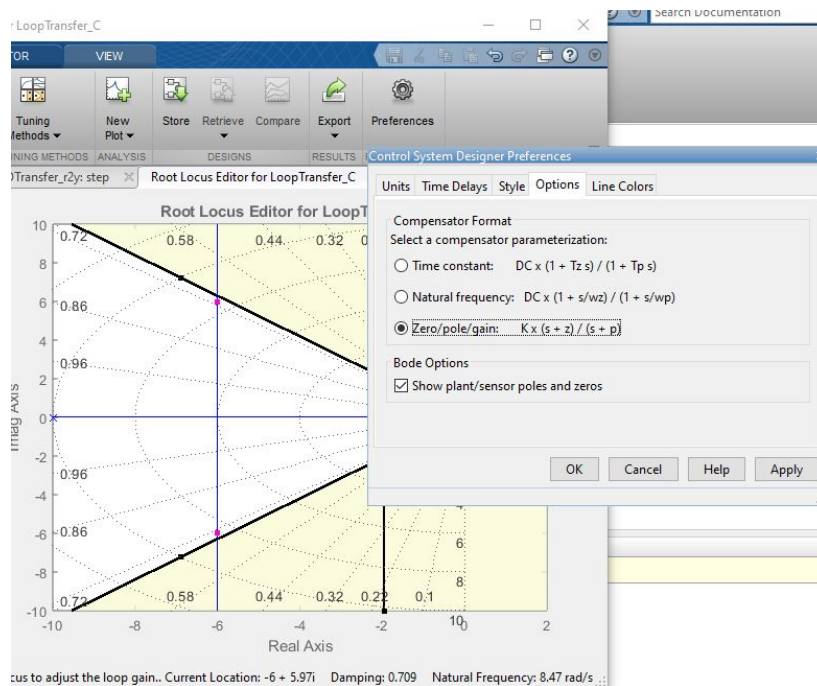 r LoopTransfer_C
Search Documentation
TOR
VIEW
Tuning
Methods
New
Plot
Store
Retrieve
Compare
Export
Preferences
NING METHODS
ANALYSIS
DESIGNS
RESULTS
Control System Designer Preferences
OTransfer_r2y: step
Root Locus Editor for LoopTransfer_C
Units
Time Delays
Style
Options
Line Colors
Root Locus Editor for LoopT
Compensator Format
Select a compensator parameterization:
Time constant: DC x (1 + Tz s) / (1 + Tp s)
Natural frequency: DC x (1 + s/wz) / (1 + s/wp)
Zero/pole/gain: K x (s + z) / (s + p)
Bode Options
Show plant/sensor poles and zeros
OK
Cancel
Help
Apply
10
8
6
4
2
0
-2
-4
-6
-8
-10
0.72
0.58
0.44
0.32
0.86
0.96
0.96
0.86
0.72
0.58
0.44
0.32
0.22
0.1
6
8
10
Imag Axis
-10
-8
-6
-4
-2
0
2
Real Axis
cus to adjust the loop gain.. Current Location: -6 + 5.97i Damping: 0.709 Natural Frequency: 8.47 rad/s